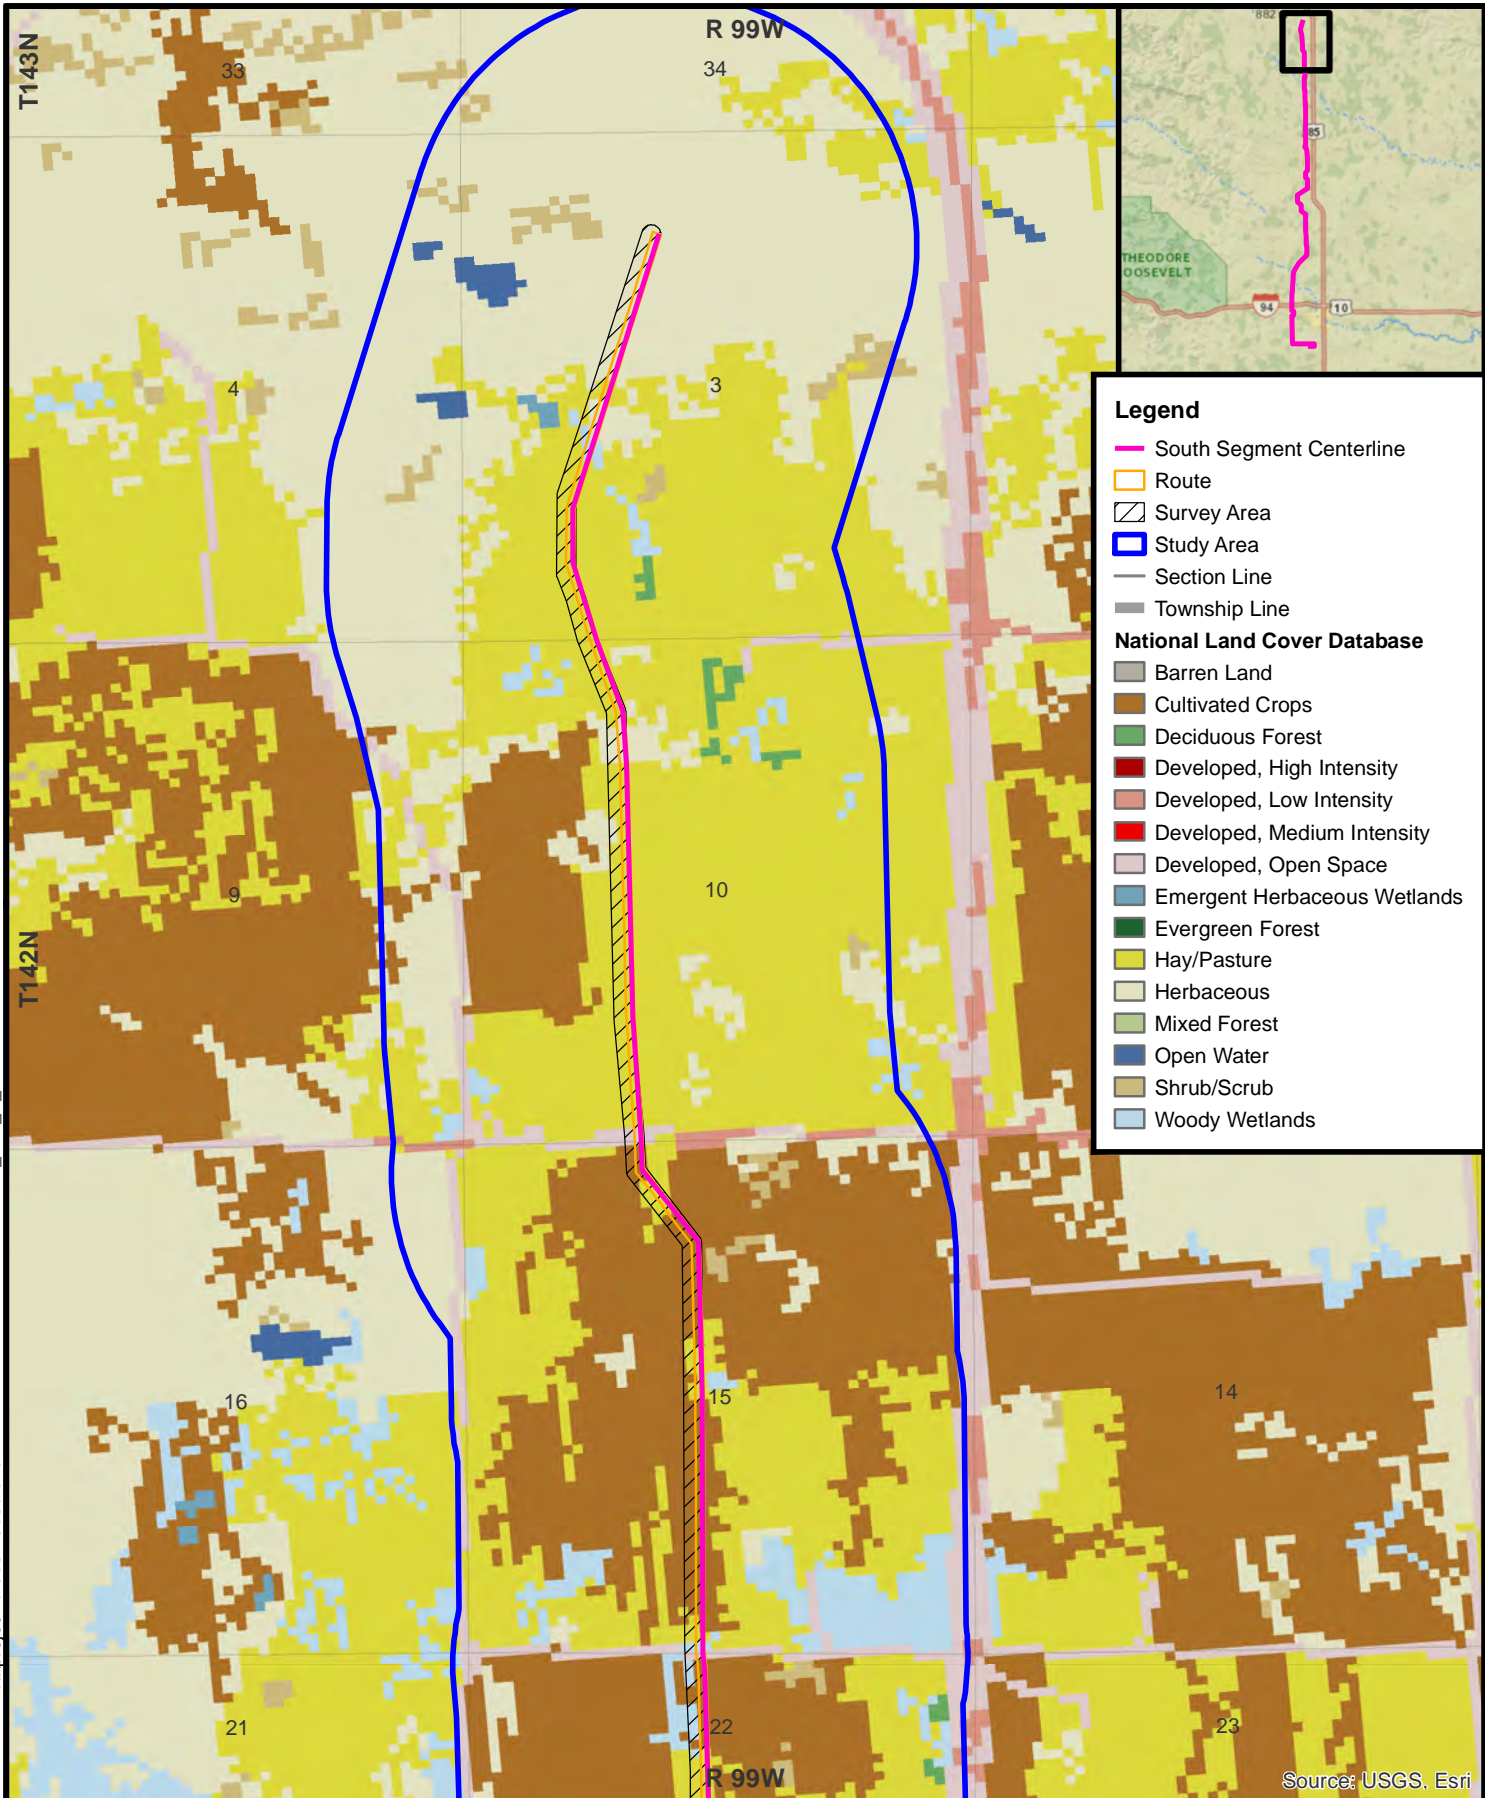 R 99W
T143N
33
34
4
3
9
10
T142N
16
15
14
21
22
23
R 99W
882
85
THEODORE
OOSEVELT
94
10
Legend
South Segment Centerline
Route
Survey Area
Study Area
Section Line
Township Line
National Land Cover Database
Barren Land
Cultivated Crops
Deciduous Forest
Developed, High Intensity
Developed, Low Intensity
Developed, Medium Intensity
Developed, Open Space
Emergent Herbaceous Wetlands
Evergreen Forest
Hay/Pasture
Herbaceous
Mixed Forest
Open Water
Shrub/Scrub
Woody Wetlands
Source: USGS, Esri